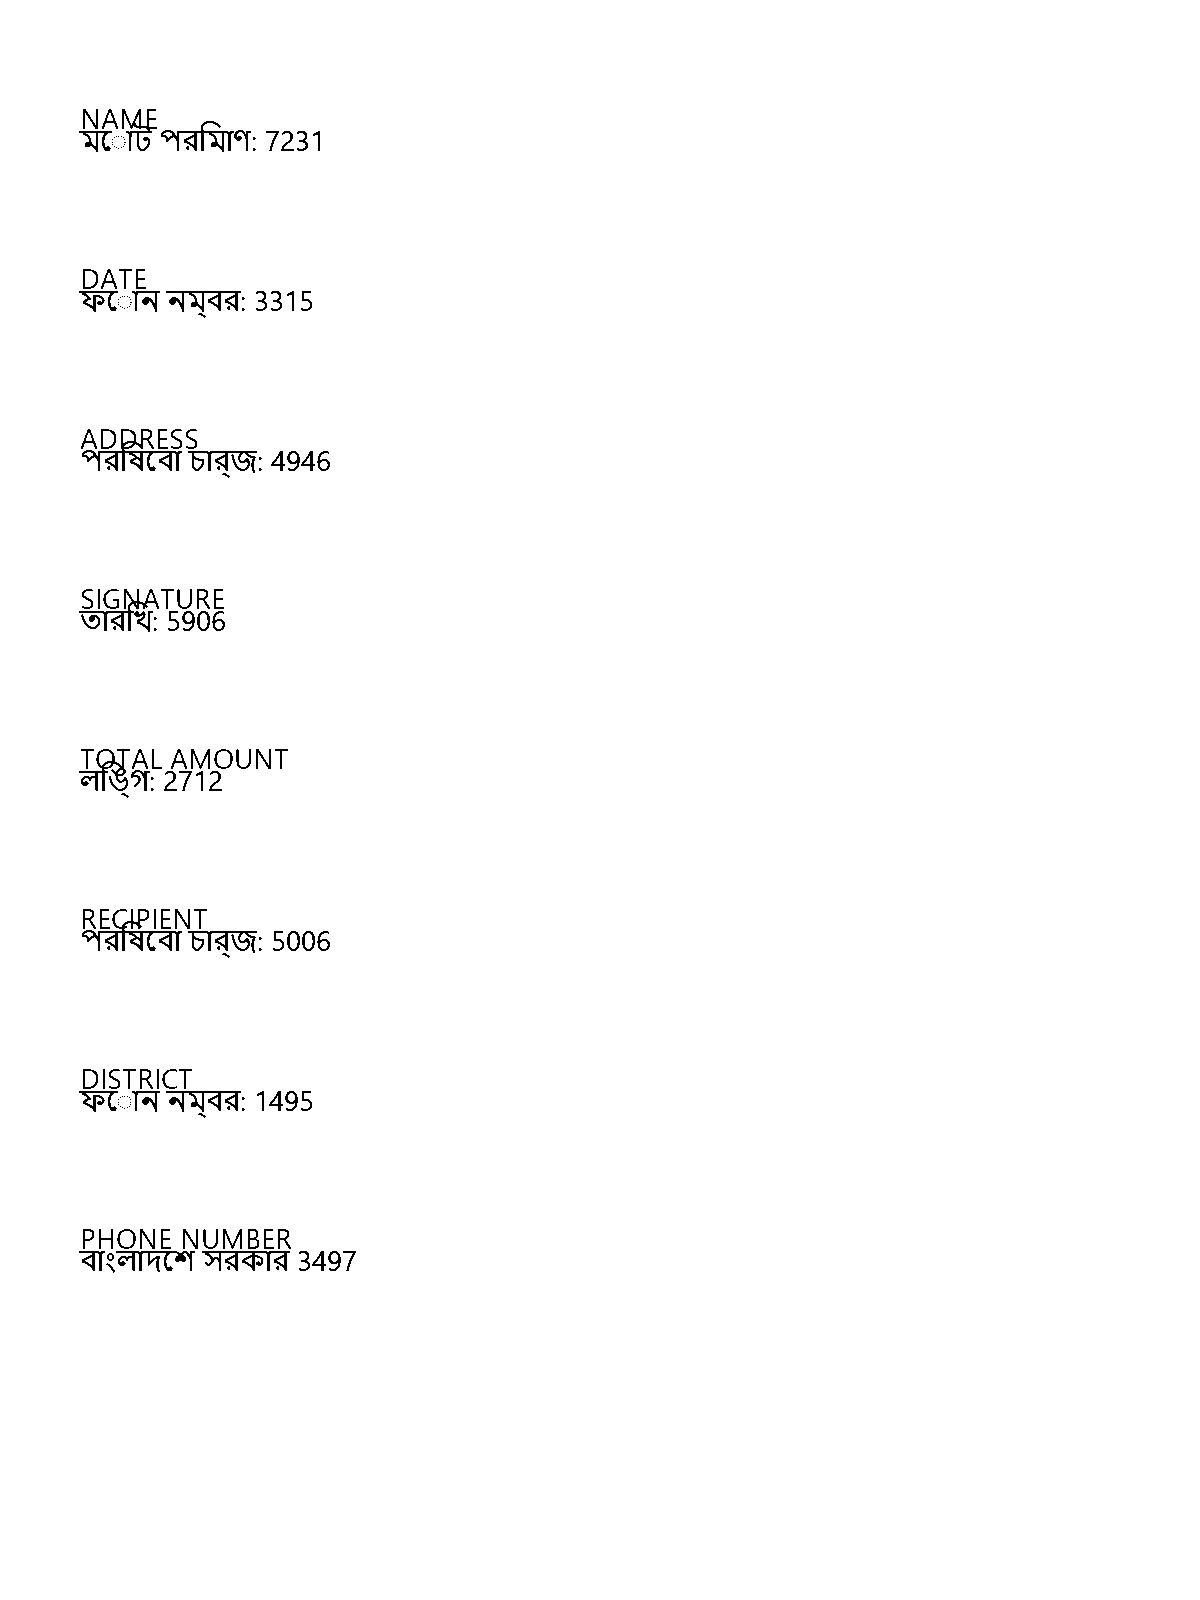 NAME
মোট পরিমাণ: 7231
DATE
ফোন নম্বর: 3315
ADDRESS
পরিষেবা চার্জ: 4946
SIGNATURE
তারিখ: 5906
TOTAL AMOUNT
লিঙ্গ: 2712
RECIPIENT
পরিষেবা চার্জ: 5006
DISTRICT
ফোন নম্বর: 1495
PHONE NUMBER
বাংলাদেশ সরকার 3497